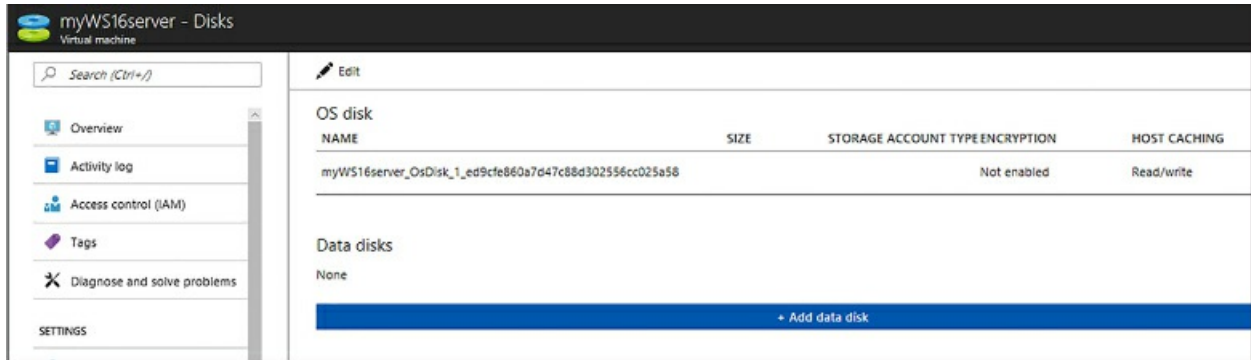 myWS16server - Disks
Virtual machine
Search (Ctrl+/)
Overview
Activity log
Access control (IAM)
Tags
Diagnose and solve problems
SETTINGS
Edit
OS disk
NAME SIZE STORAGE ACCOUNT TYPE ENCRYPTION HOST CACHING
myWS16server_OsDisk_1_ed9cfe860a7d47c88d302556cc025a58 Not enabled Read/write
Data disks
None
+ Add data disk